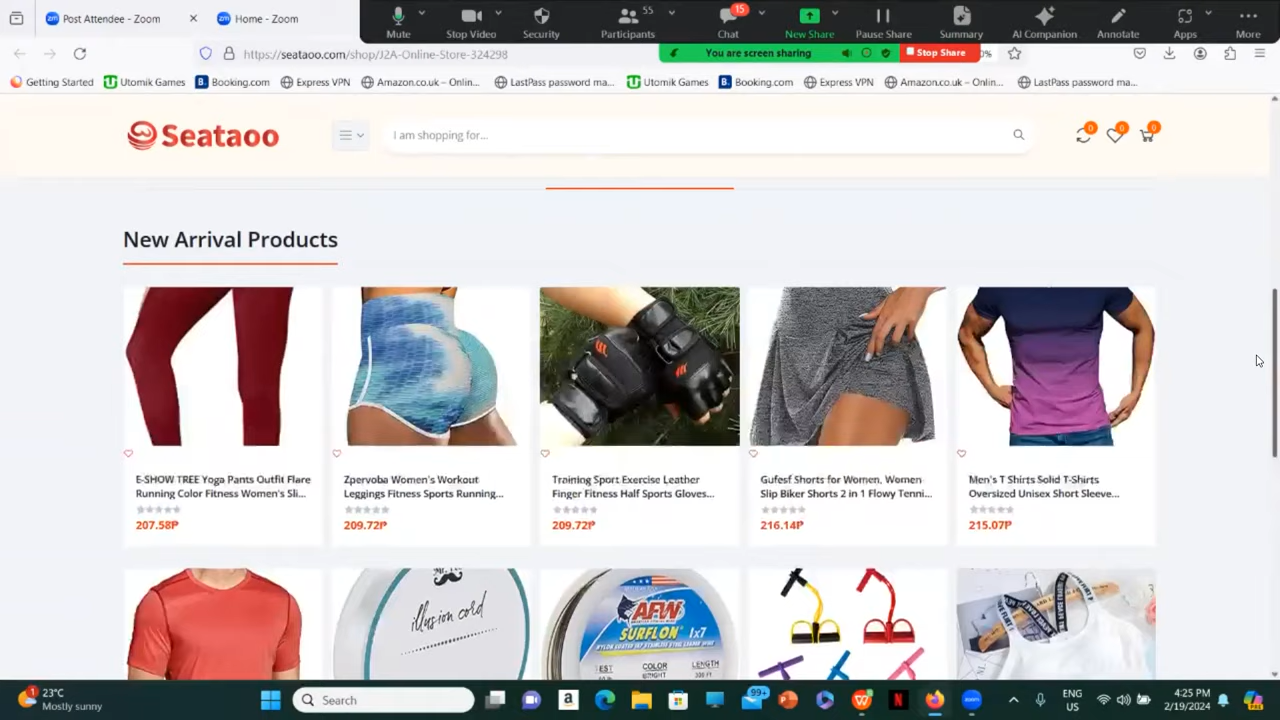 Post Attendee - Zoom
Home - Zoom
Mute
Stop Video
Security
55
Participants
15
Chat
New Share
Pause Share
Summary
AI Companion
Annotate
Apps
More
https://seataoo.com/shop/J2A-Online-Store-324298
You are screen sharing
Stop Share
Getting Started
Utomik Games
Booking.com
Express VPN
Amazon.co.uk – Onlin...
LastPass password ma...
Utomik Games
Booking.com
Express VPN
Amazon.co.uk – Onlin...
LastPass password ma...
Seataoo
I am shopping for...
0
0
0
New Arrival Products
E-SHOW TREE Yoga Pants Outfit Flare
Running Color Fitness Women's Sli...
207.58₱
Zpervoba Women's Workout
Leggings Fitness Sports Running...
209.72₱
Training Sport Exercise Leather
Finger Fitness Half Sports Gloves...
209.72₱
Gufesf Shorts for Women, Women
Slip Biker Shorts 2 in 1 Flowy Tenni...
216.14₱
Men's T Shirts Solid T-Shirts
Oversized Unisex Short Sleeve...
215.07₱
illusion cord
AFW
SURFLON 1x7
COLOR
LENGTH
1
23°C
Mostly sunny
Search
99+
ENG
US
4:25 PM
2/19/2024